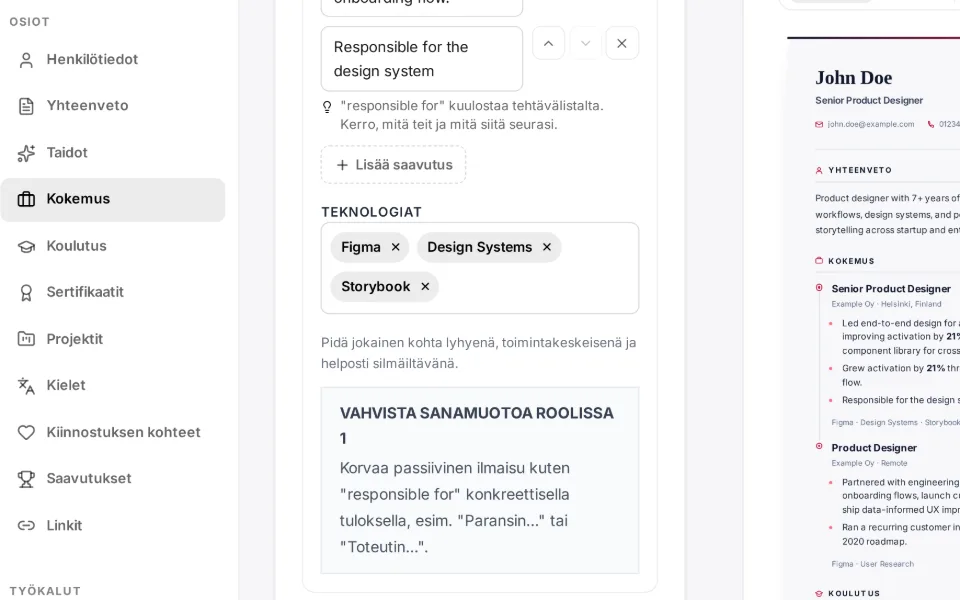 OSIOT
Henkilötiedot
Yhteenveto
Taidot
Kokemus
Koulutus
Sertifikaatit
Projektit
Kielet
Kiinnostuksen kohteet
Saavutukset
Linkit
TYÖKALUT
onboarding flow.
Responsible for the
design system
"responsible for" kuulostaa tehtävälistalta.
Kerro, mitä teit ja mitä siitä seurasi.
Lisää saavutus
TEKNOLOGIAT
Figma
Design Systems
Storybook
Pidä jokainen kohta lyhyenä, toimintakeskeisenä ja
helposti silmäiltävänä.
VAHVISTA SANAMUOTOA ROOLISSA
1
Korvaa passiivinen ilmaisu kuten
"responsible for" konkreettisella
tuloksella, esim. "Paransin..." tai
"Toteutin...".
John Doe
Senior Product Designer
john.doe@example.com 01234
YHTEENVETO
Product designer with 7+ years of
workflows, design systems, and
storytelling across startup and
KOKEMUS
Senior Product Designer
Example Oy · Helsinki, Finland
Led end-to-end design for
improving activation by 21%
component library for cross
Grew activation by 21%
flow.
Responsible for the design
Figma · Design Systems · Storybook
Product Designer
Example Oy · Remote
Partnered with engineering
onboarding flows, launch
ship data-informed UX
Ran a recurring customer
2020 roadmap.
Figma · User Research
KOULUTUS